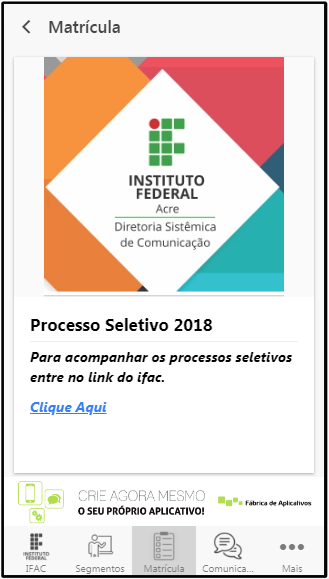 Matrícula
INSTITUTO
FEDERAL
Acre
Diretoria Sistêmica
de Comunicação
Processo Seletivo 2018
Para acompanhar os processos seletivos
entre no link do ifac.
Clique Aqui
CRIE AGORA MESMO
O SEU PRÓPRIO APLICATIVO!
Fábrica de Aplicativos
INSTITUTO
FEDERAL
IFAC
Segmentos
Matrícula
Comunica...
Mais